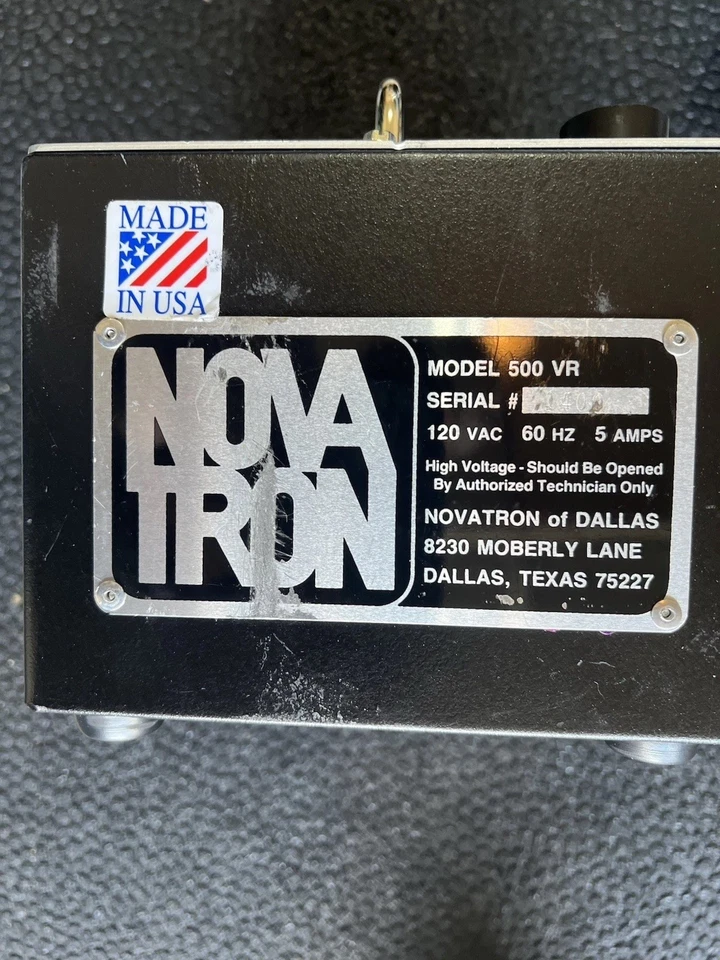 MADE
IN USA
NOVA
TRON
MODEL 500 VR
SERIAL #
120 VAC 60 HZ 5 AMPS
High Voltage - Should Be Opened
By Authorized Technician Only
NOVATRON of DALLAS
8230 MOBERLY LANE
DALLAS, TEXAS 75227